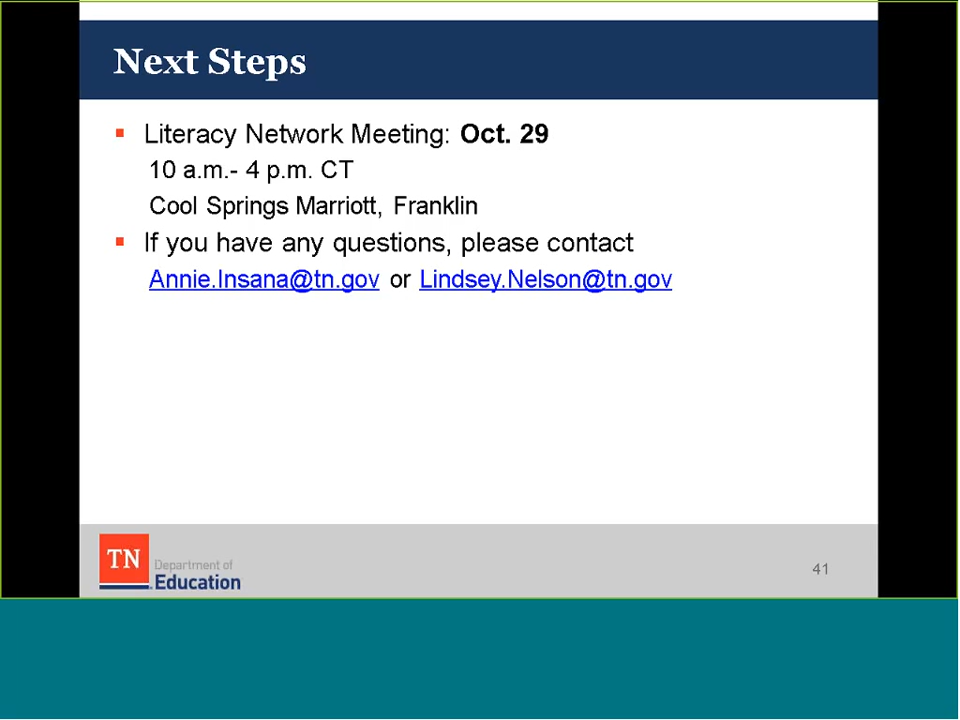 Next Steps
Literacy Network Meeting: Oct. 29
10 a.m.- 4 p.m. CT
Cool Springs Marriott, Franklin
If you have any questions, please contact
Annie.Insana@tn.gov or Lindsey.Nelson@tn.gov
TN
Department of
Education
41